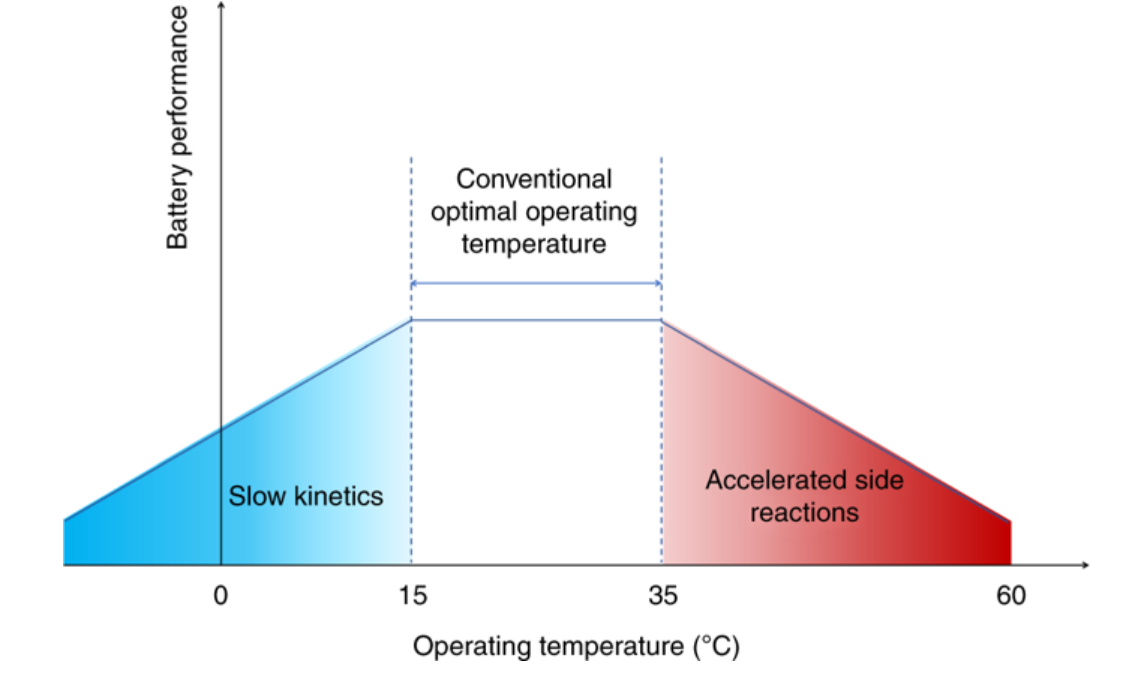 Battery performance
Conventional
optimal operating
temperature
Slow kinetics
Accelerated side
reactions
0
15
35
60
Operating temperature (°C)